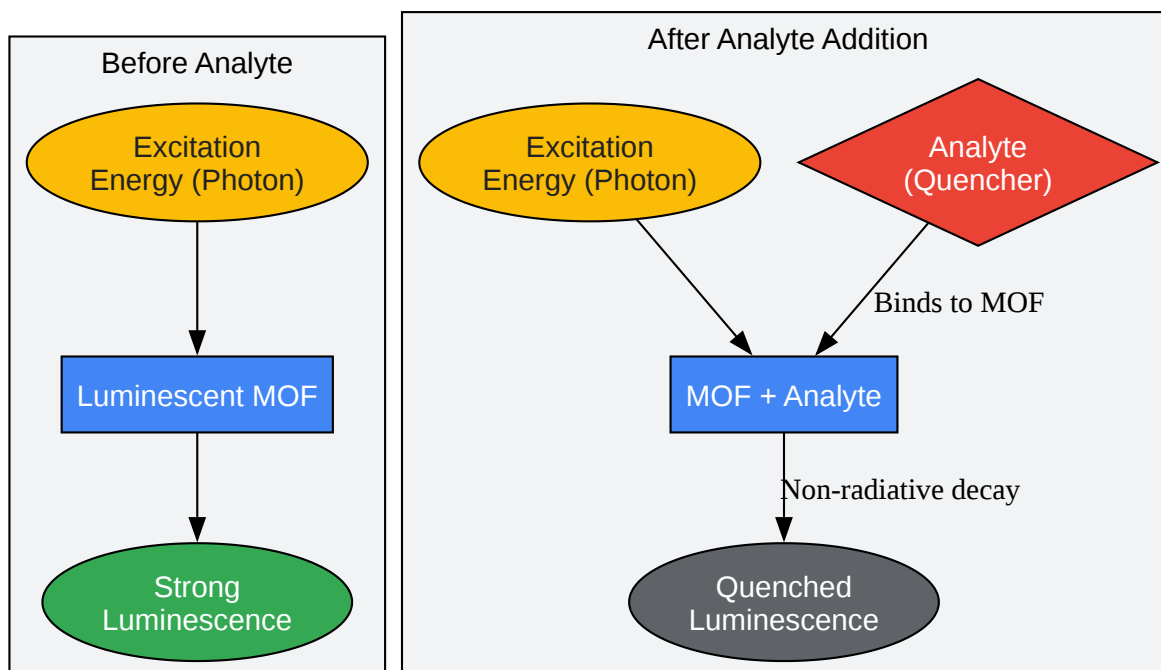 Before Analyte
Excitation
Energy (Photon)
Luminescent MOF
Strong
Luminescence
After Analyte Addition
Excitation
Energy (Photon)
Analyte
(Quencher)
Binds to MOF
MOF + Analyte
Non-radiative decay
Quenched
Luminescence